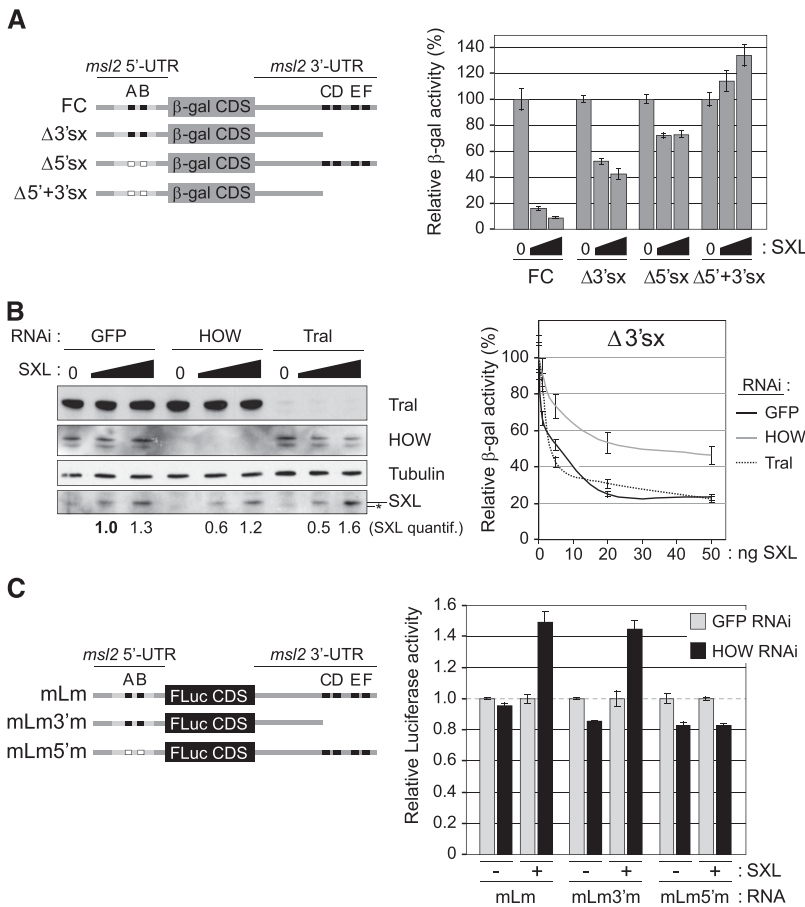 A
msl2 5'-UTR
msl2 3'-UTR
A B
CD EF
FC
β-gal CDS
Δ3'sx
β-gal CDS
Δ5'sx
β-gal CDS
Δ5'+3'sx
β-gal CDS
Relative β-gal activity (%)
140
120
100
80
60
40
20
0
0 0 0 0 : SXL
FC Δ3'sx Δ5'sx Δ5'+3'sx
B
RNAi : GFP HOW Tral
SXL : 0 0 0
Tral
HOW
Tubulin
SXL
*
1.0 1.3 0.6 1.2 0.5 1.6 (SXL quantif.)
Δ3'sx
Relative β-gal activity (%)
100
80
60
40
20
0 10 20 30 40 50 : ng SXL
RNAi :
GFP
HOW
Tral
C
msl2 5'-UTR
msl2 3'-UTR
A B
CD EF
mLm
FLuc CDS
mLm3'm
FLuc CDS
mLm5'm
FLuc CDS
Relative Luciferase activity
1.6
1.4
1.2
1.0
0.8
0.6
0.4
0.2
0
GFP RNAi
HOW RNAi
- + - + - + : SXL
mLm mLm3'm mLm5'm : RNA